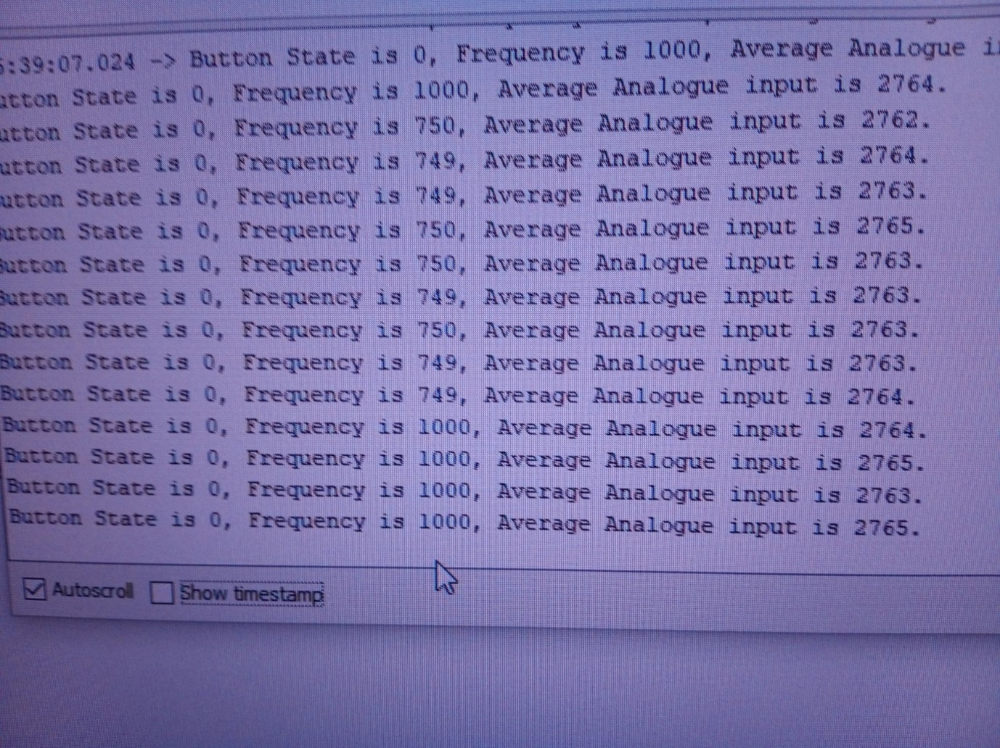 :39:07.024 -> Button State is 0, Frequency is 1000, Average Analogue
utton State is 0, Frequency is 1000, Average Analogue input is 2764.
utton State is 0, Frequency is 750, Average Analogue input is 2762.
utton State is 0, Frequency is 749, Average Analogue input is 2764.
utton State is 0, Frequency is 749, Average Analogue input is 2763.
utton State is 0, Frequency is 750, Average Analogue input is 2765.
Button State is 0, Frequency is 750, Average Analogue input is 2763.
Button State is 0, Frequency is 749, Average Analogue input is 2763.
Button State is 0, Frequency is 750, Average Analogue input is 2763.
Button State is 0, Frequency is 749, Average Analogue input is 2763.
Button State is 0, Frequency is 749, Average Analogue input is 2764.
Button State is 0, Frequency is 1000, Average Analogue input is 2764.
Button State is 0, Frequency is 1000, Average Analogue input is 2765.
Button State is 0, Frequency is 1000, Average Analogue input is 2763.
Button State is 0, Frequency is 1000, Average Analogue input is 2765.
Autoscroll Show timestamp